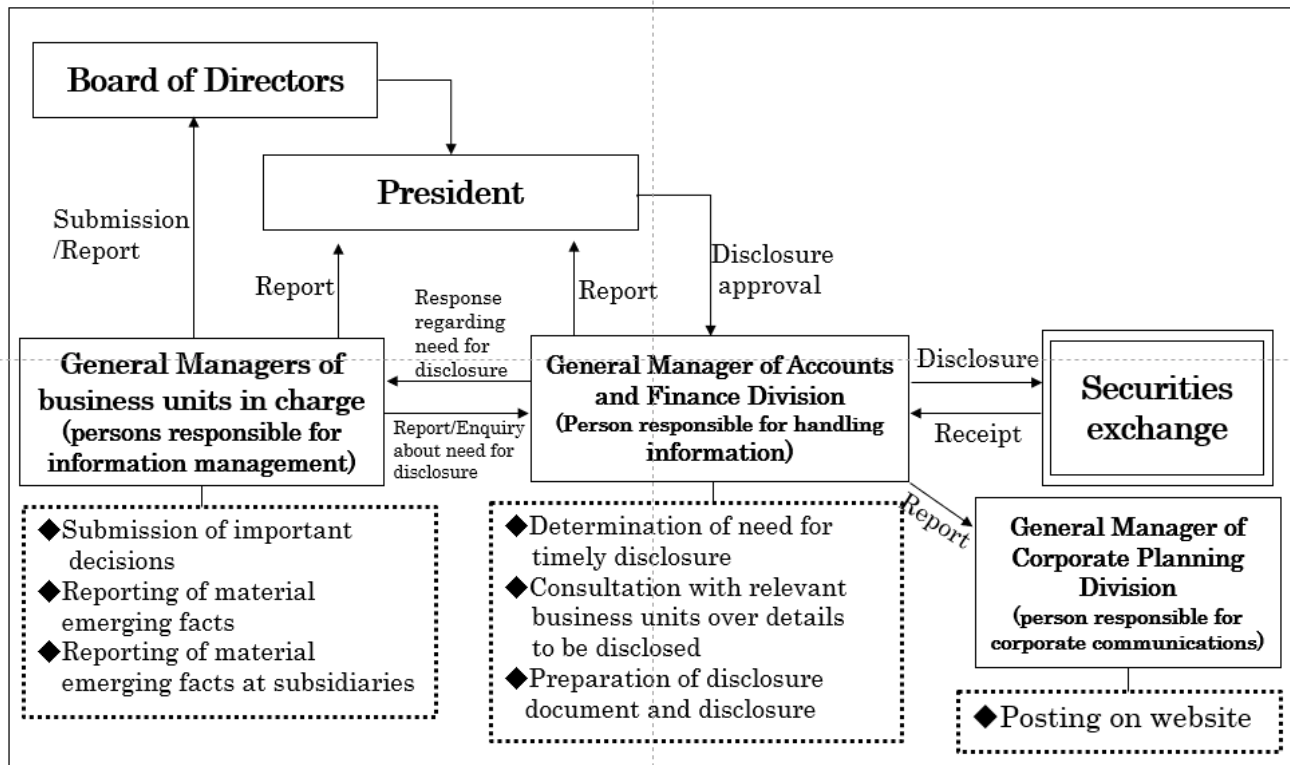 Board of Directors
President
Submission
/Report
Report
Response
regarding
need for
disclosure
Report
Disclosure
approval
General Managers of
business units in charge
(persons responsible for
information management)
Report/Enquiry
about need for
disclosure
General Manager of Accounts
and Finance Division
(Person responsible for handling
information)
Disclosure
Receipt
Securities
exchange
Report
◆Submission of important
decisions
◆Reporting of material
emerging facts
◆Reporting of material
emerging facts at subsidiaries
◆Determination of need for
timely disclosure
◆Consultation with relevant
business units over details
to be disclosed
◆Preparation of disclosure
document and disclosure
General Manager of
Corporate Planning
Division
(person responsible for
corporate communications)
◆Posting on website